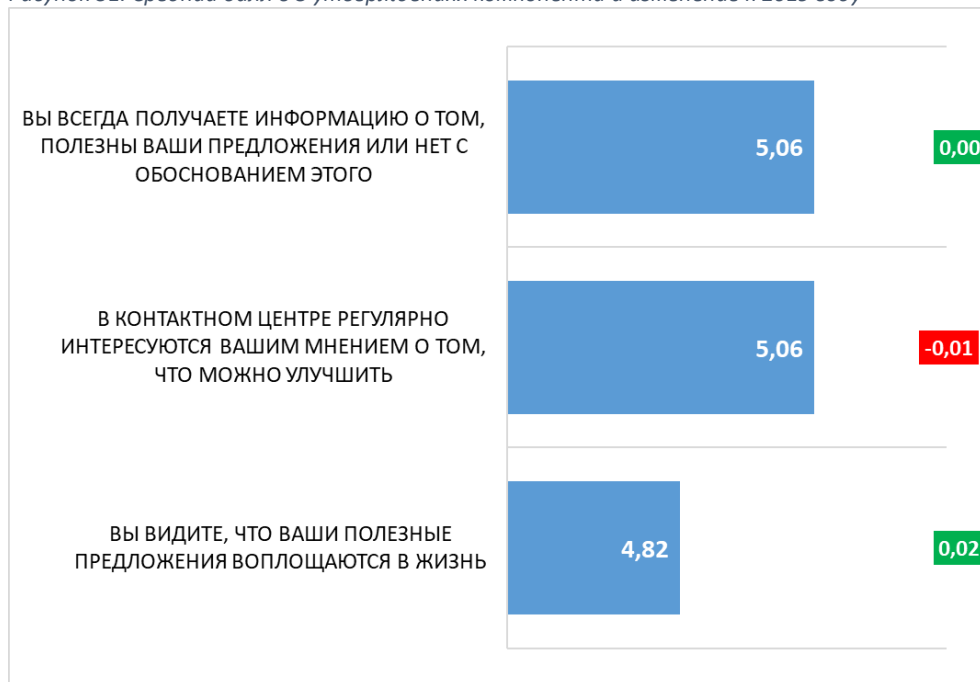 ВЫ ВСЕГДА ПОЛУЧАЕТЕ ИНФОРМАЦИЮ О ТОМ,
ПОЛЕЗНЫ ВАШИ ПРЕДЛОЖЕНИЯ ИЛИ НЕТ С
ОБОСНОВАНИЕМ ЭТОГО
5,06
0,00
В КОНТАКТНОМ ЦЕНТРЕ РЕГУЛЯРНО
ИНТЕРЕСУЮТСЯ ВАШИМ МНЕНИЕМ О ТОМ,
ЧТО МОЖНО УЛУЧШИТЬ
5,06
-0,01
ВЫ ВИДИТЕ, ЧТО ВАШИ ПОЛЕЗНЫЕ
ПРЕДЛОЖЕНИЯ ВОПЛОЩАЮТСЯ В ЖИЗНЬ
4,82
0,02